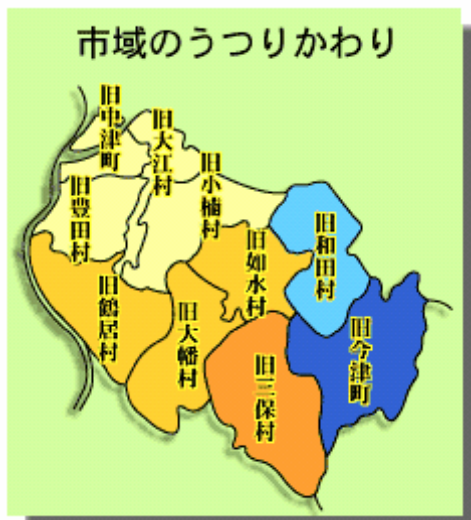 市域のうつりかわり
旧中津町
旧大江村
旧小楠村
旧豊田村
旧如水村
旧和田村
旧鶴居村
旧大幡村
旧今津町
旧三保村